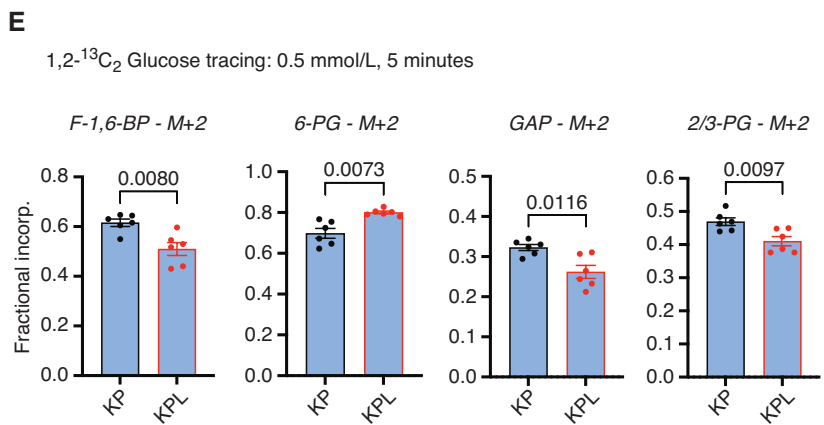 E
1,2-¹³C₂ Glucose tracing: 0.5 mmol/L, 5 minutes
F-1,6-BP - M+2
6-PG - M+2
GAP - M+2
2/3-PG - M+2
Fractional incorp.
0.8
0.6
0.4
0.2
0.0
0.0080
KP
KPL
1.0
0.8
0.6
0.4
0.2
0.0
0.0073
KP
KPL
0.5
0.4
0.3
0.2
0.1
0.0
0.0116
KP
KPL
0.6
0.5
0.4
0.3
0.2
0.1
0.0
0.0097
KP
KPL